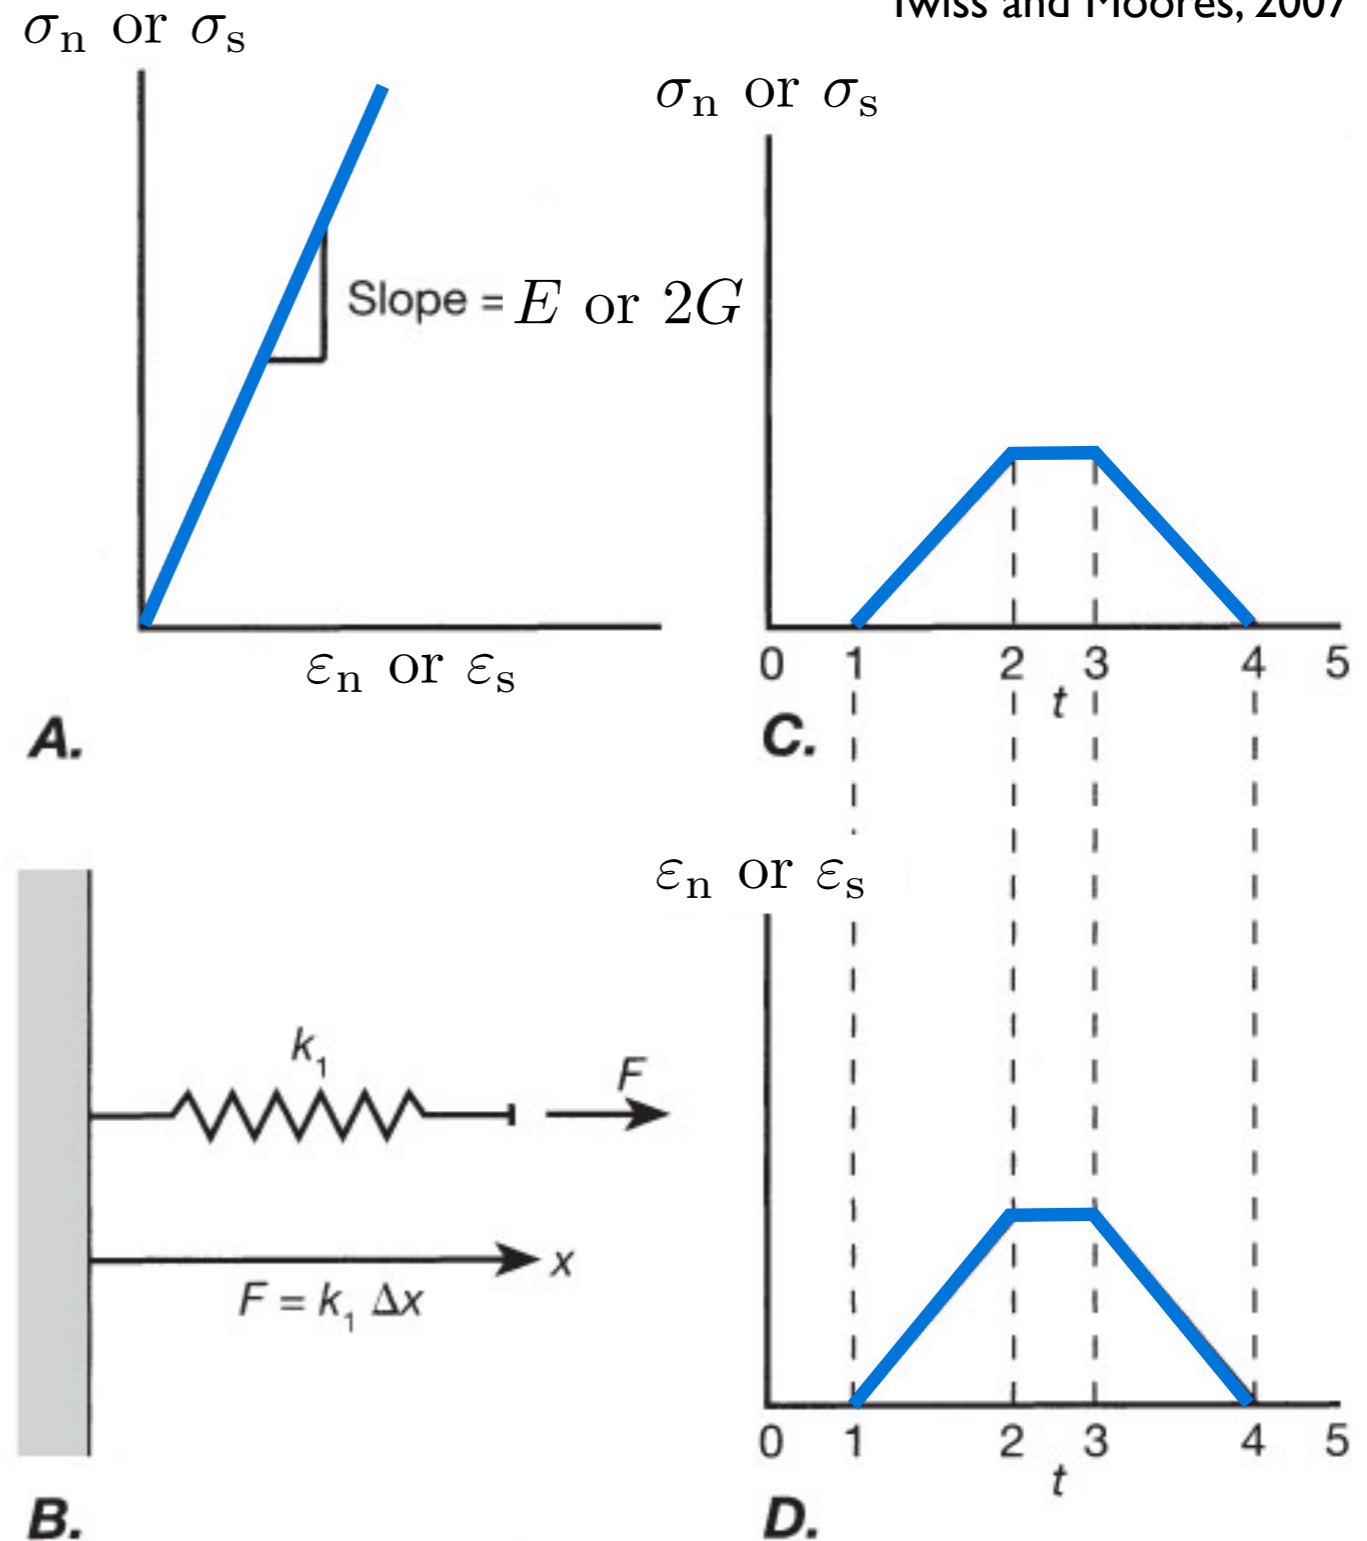 Twiss and Moores, 2007
σn or σs
Slope = E or 2G
εn or εs
A.
σn or σs
0 1 2 3 4 5
t
C.
k1
F
x
F = k1 Δx
B.
εn or εs
0 1 2 3 4 5
t
D.